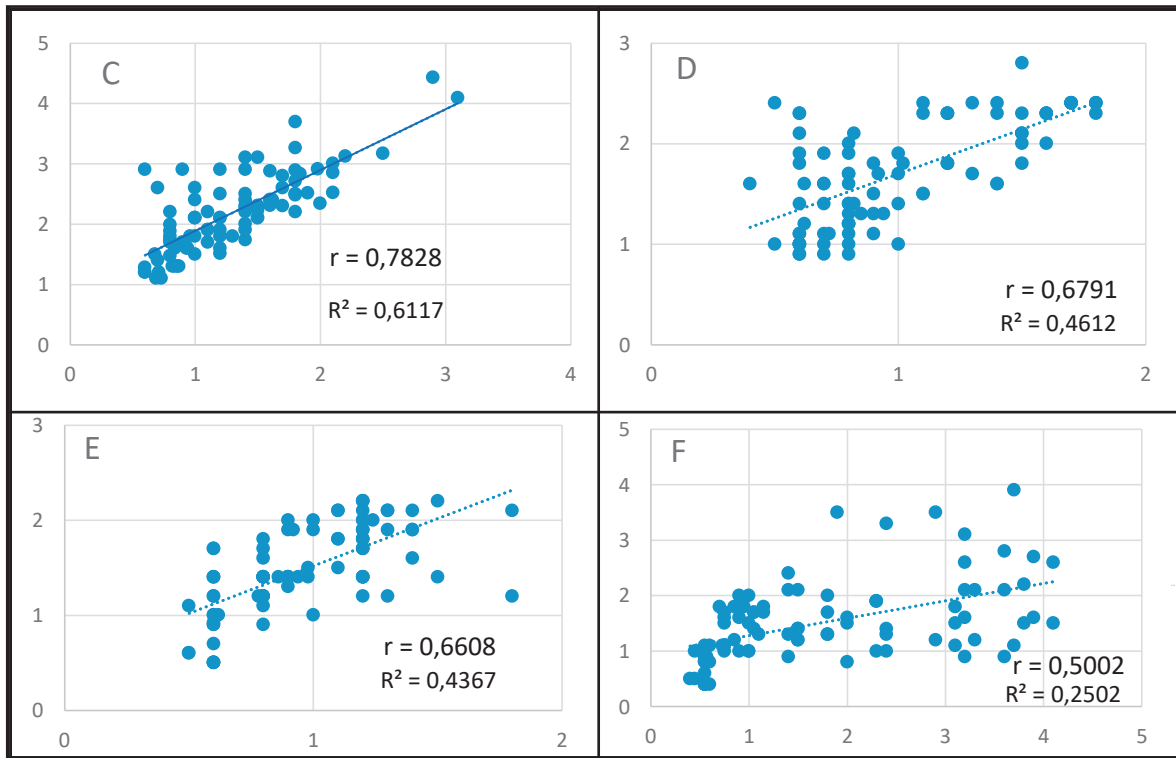 C
5
4
3
2
1
0
r = 0,7828
R² = 0,6117
0 1 2 3 4
D
3
2
1
0
r = 0,6791
R² = 0,4612
0 1 2
E
3
2
1
0
r = 0,6608
R² = 0,4367
0 1 2
F
5
4
3
2
1
0
r = 0,5002
R² = 0,2502
0 1 2 3 4 5